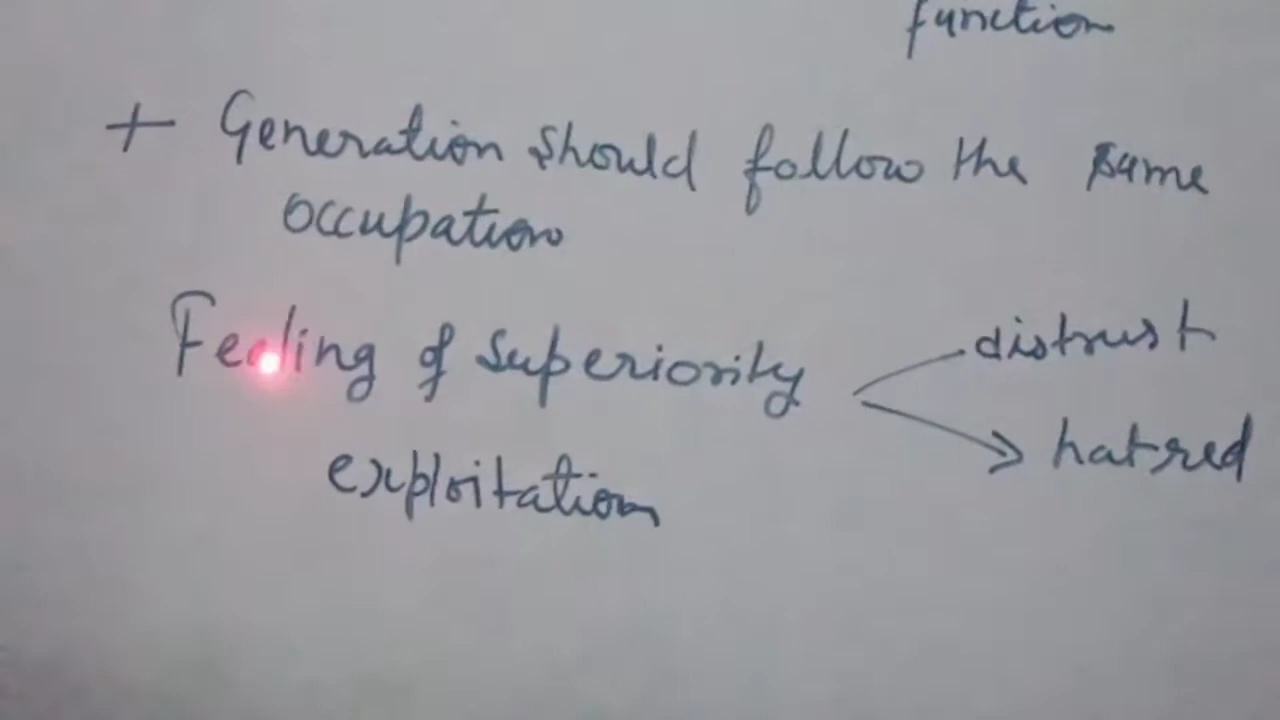 function
+ Generation should follow the same
occupation
Feeling of superiority
distrust
hatred
exploitation